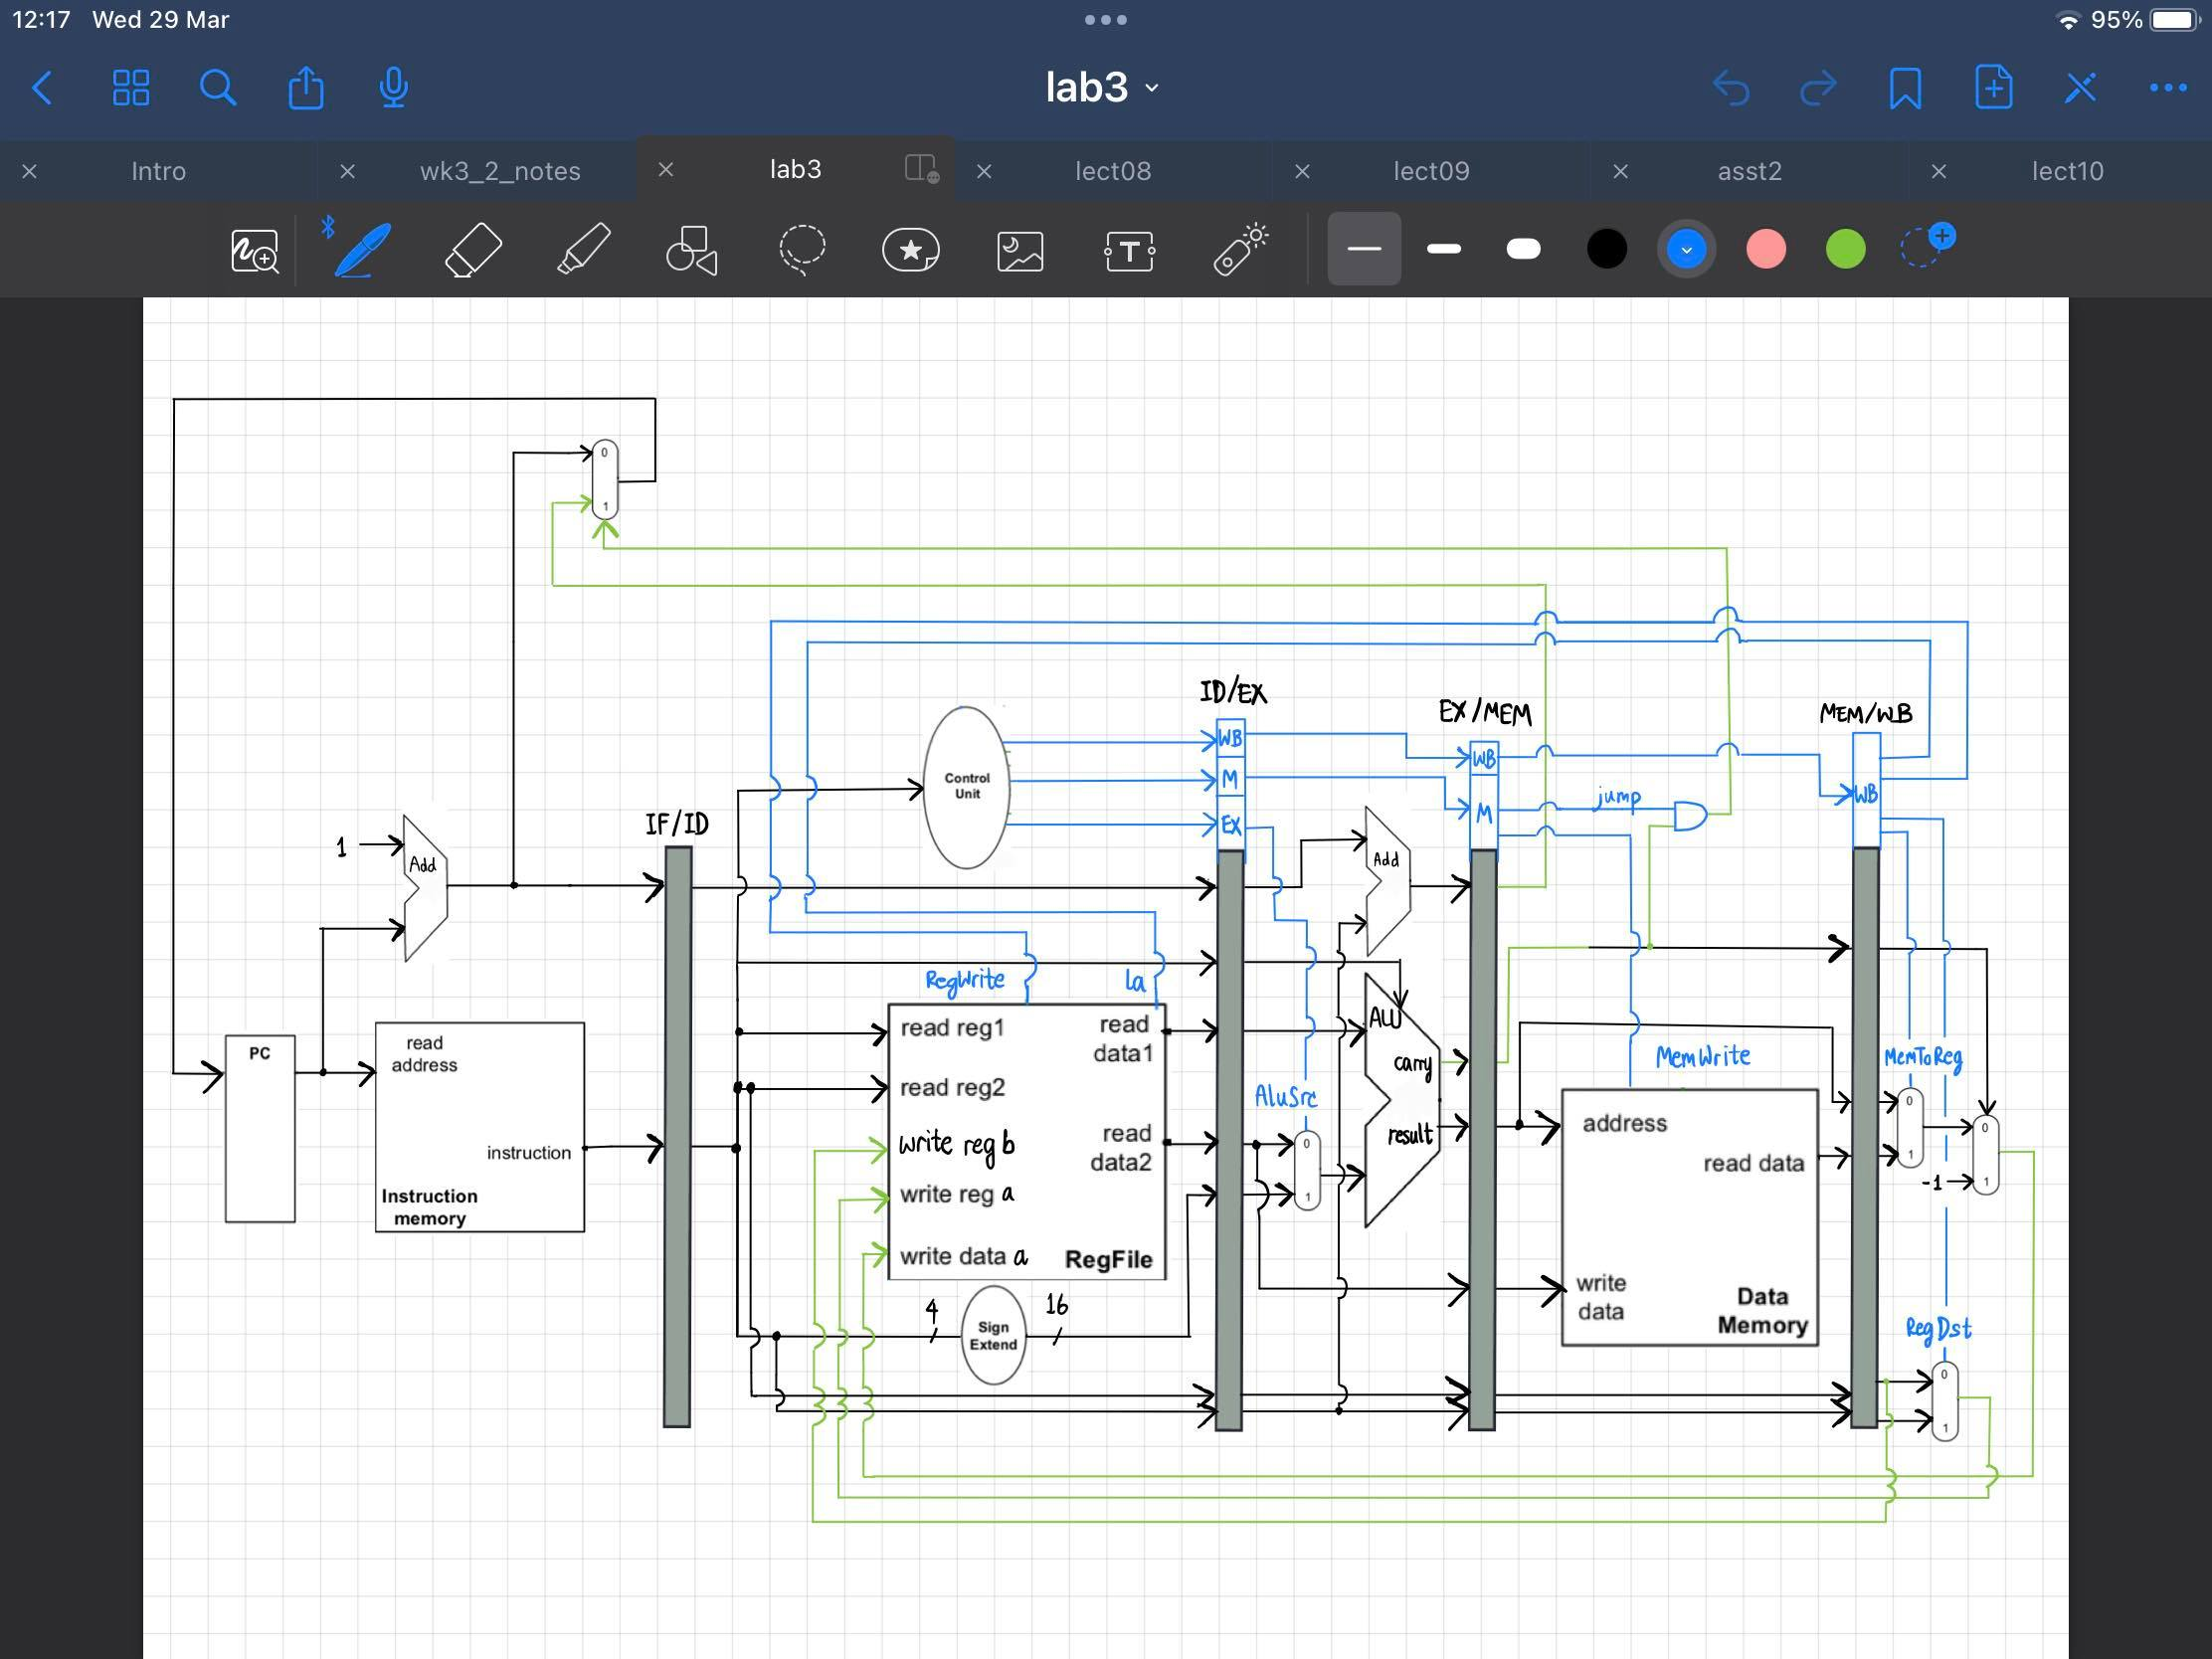 12:17 Wed 29 Mar
95%
lab3
Intro
wk3_2_notes
lab3
lect08
lect09
asst2
lect10
T
0
1
ID/EX
EX/MEM
MEM/WB
WB
M
EX
WB
M
WB
jump
Control
Unit
IF/ID
1
Add
Add
RegWrite
la
PC
read
address
instruction
Instruction
memory
read reg1
read reg2
write reg b
write reg a
write data a
read
data1
read
data2
RegFile
4
Sign
Extend
16
AluSrc
0
1
ALU
carry
result
MemWrite
address
read data
write
data
Data
Memory
MemToReg
0
1
0
-1
1
RegDst
0
1